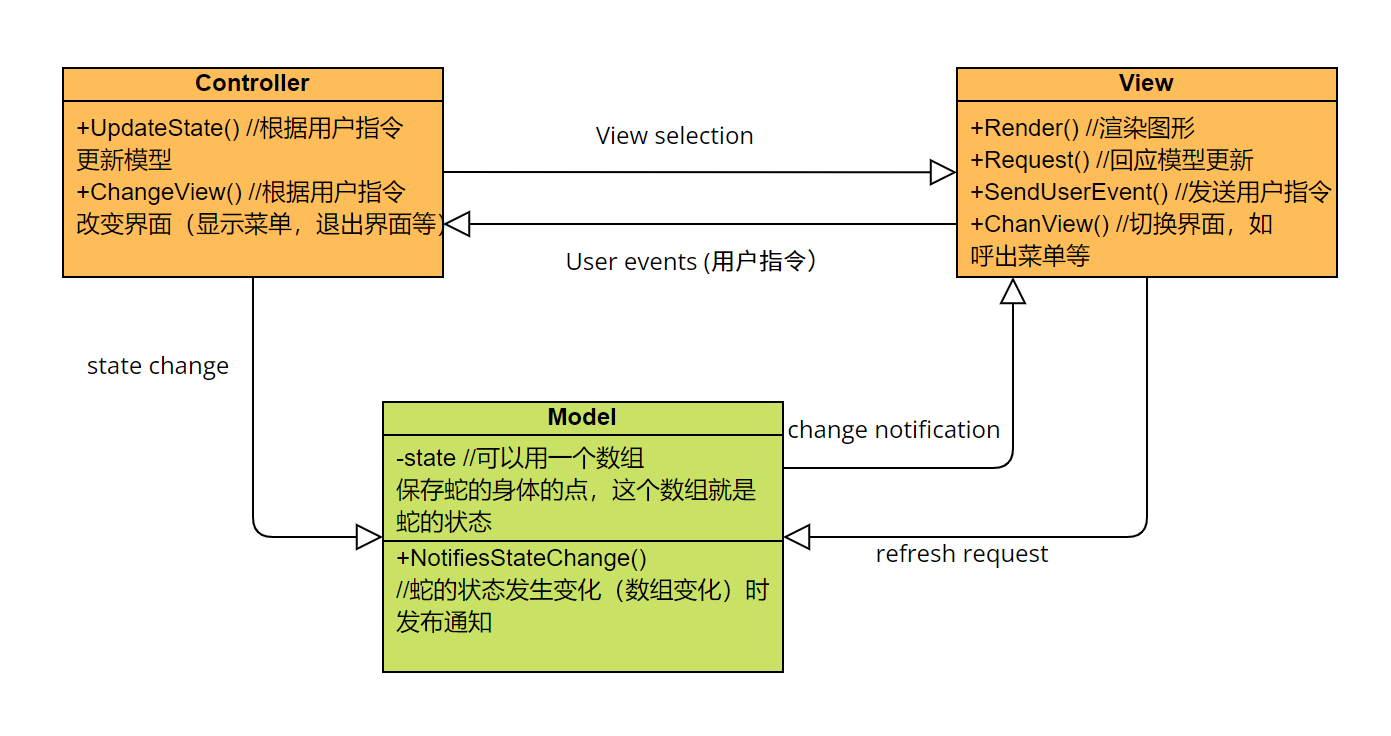 Controller
+UpdateState() //根据用户指令
更新模型
+ChangeView() //根据用户指令
改变界面（显示菜单，退出界面等）
View selection
User events (用户指令）
View
+Render() //渲染图形
+Request() //回应模型更新
+SendUserEvent() //发送用户指令
+ChanView() //切换界面，如
呼出菜单等
state change
Model
-state //可以用一个数组
保存蛇的身体的点，这个数组就是
蛇的状态
+NotifiesStateChange()
//蛇的状态发生变化（数组变化）时
发布通知
change notification
refresh request